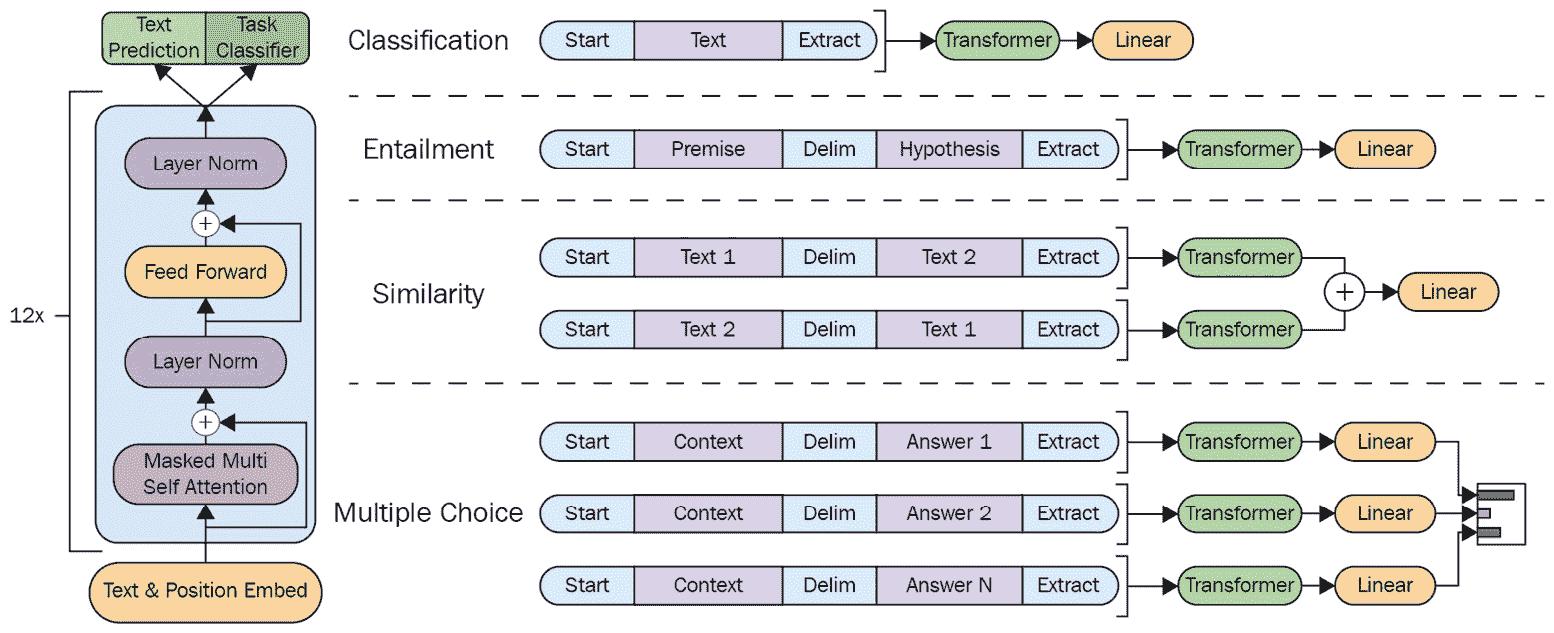 Text
Prediction
Task
Classifier
Layer Norm
Feed Forward
12x
Layer Norm
Masked Multi
Self Attention
Text & Position Embed
Classification
Start Text Extract Transformer Linear
Entailment
Start Premise Delim Hypothesis Extract Transformer Linear
Similarity
Start Text 1 Delim Text 2 Extract Transformer
Linear
Start Text 2 Delim Text 1 Extract Transformer
Multiple Choice
Start Context Delim Answer 1 Extract Transformer Linear
Start Context Delim Answer 2 Extract Transformer Linear
Start Context Delim Answer N Extract Transformer Linear